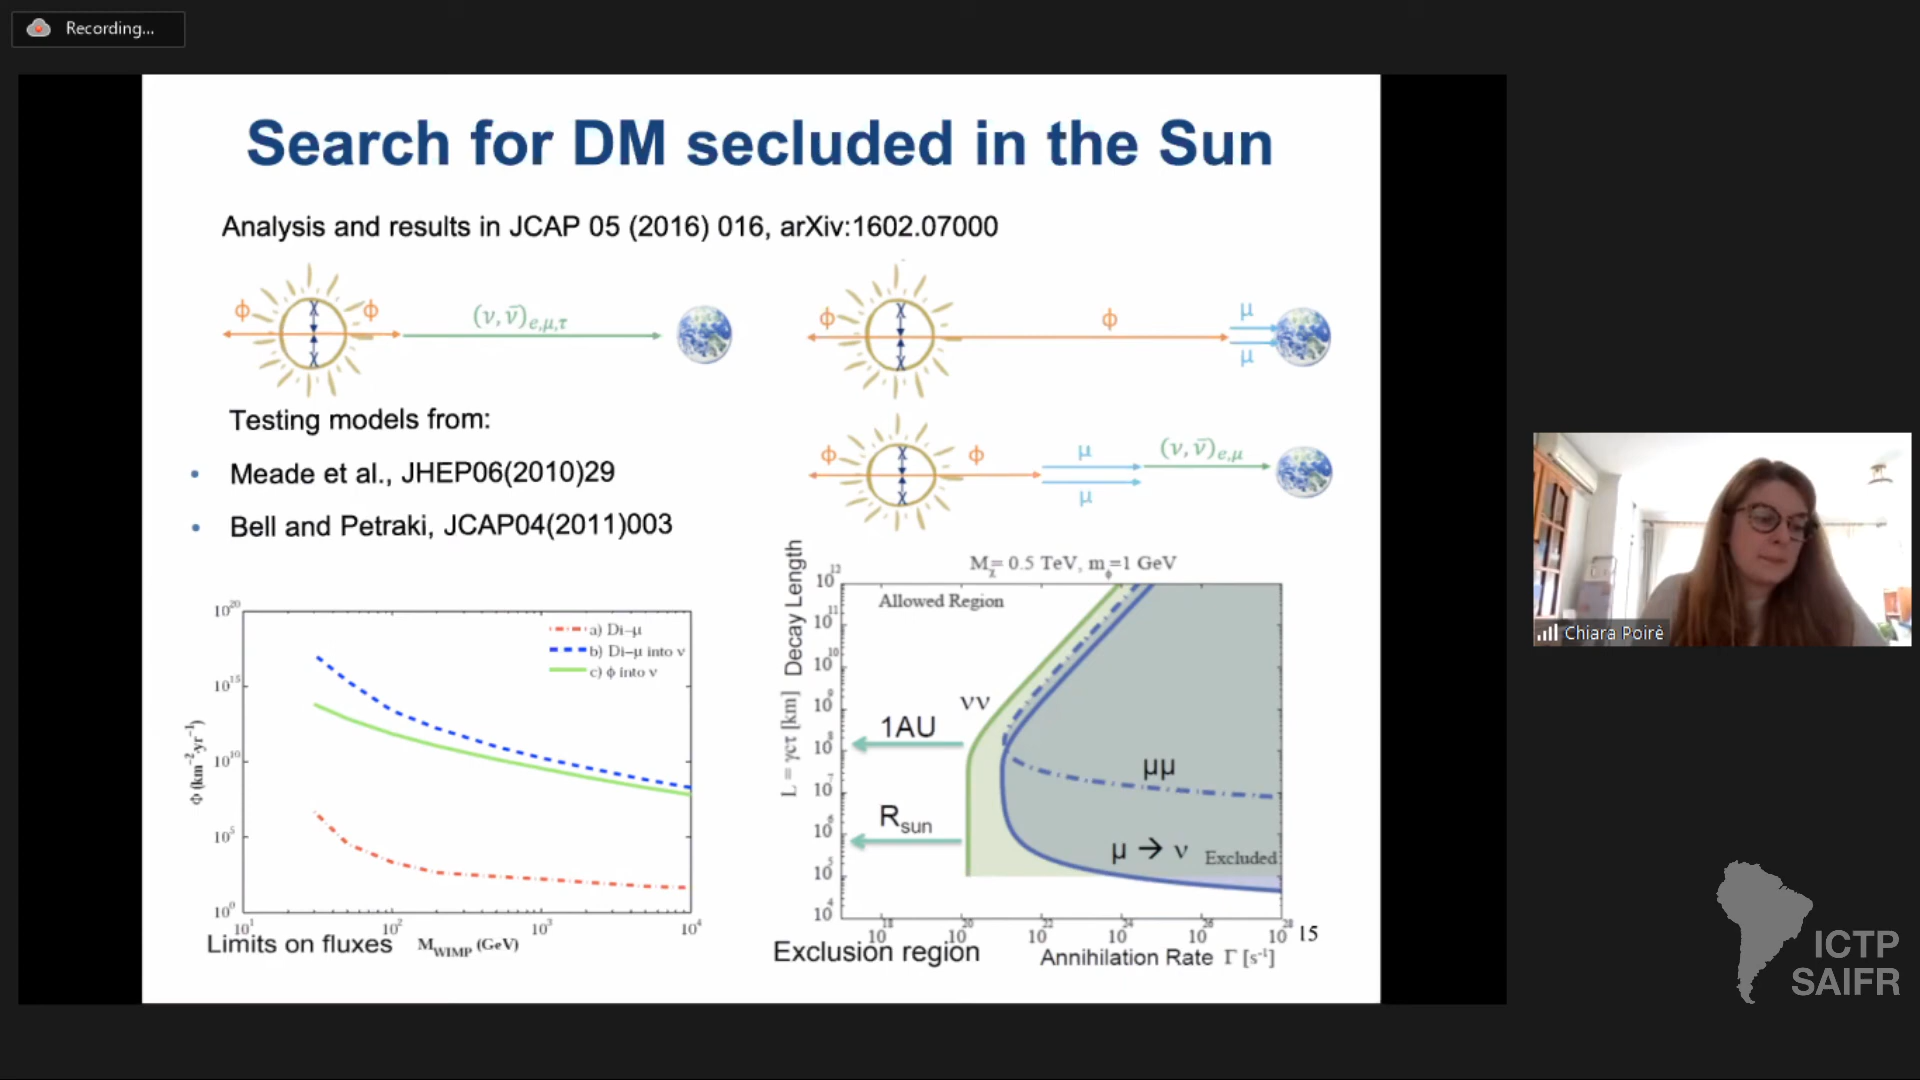 Recording...
Search for DM secluded in the Sun
Analysis and results in JCAP 05 (2016) 016, arXiv:1602.07000
ϕ ϕ (ν, ν̄)e,μ,τ
χ
χ
ϕ ϕ μ
μ
χ
χ
Testing models from:
• Meade et al., JHEP06(2010)29
• Bell and Petraki, JCAP04(2011)003
ϕ ϕ μ (ν, ν̄)e,μ
μ
χ
χ
10^20
10^15
10^10
10^5
10^0
Φ (km^-2·yr^-1)
a) Di-μ
b) Di-μ into ν
c) ϕ into ν
10^1 10^2 10^3 10^4
Limits on fluxes M_WIMP (GeV)
Mχ= 0.5 TeV, mϕ=1 GeV
L = γcτ [km] Decay Length
10^12
10^11
10^10
10^9
10^8
10^7
10^6
10^5
10^4
Allowed Region
νν
1AU
μμ
Rsun
μ → ν Excluded
10^18 10^20 10^22 10^24 10^26 10^28 15
Exclusion region Annihilation Rate Γ [s^-1]
Chiara Poirè
ICTP
SAIFR